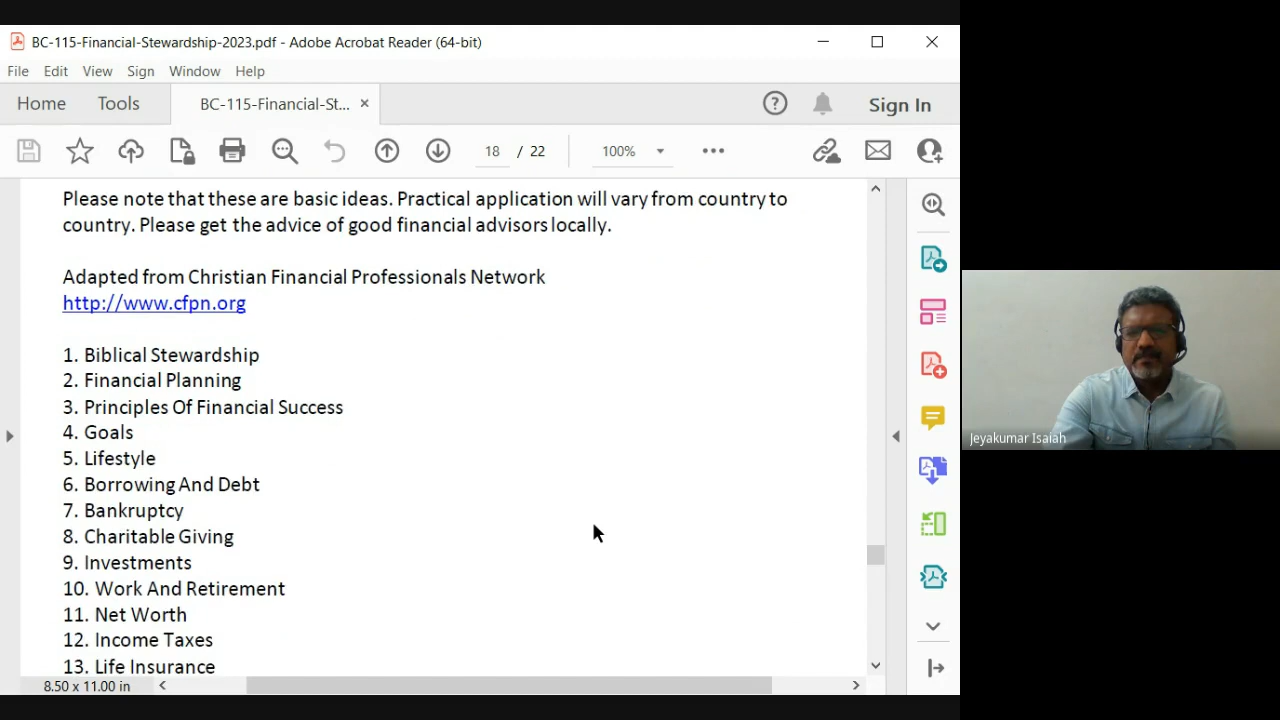 BC-115-Financial-Stewardship-2023.pdf - Adobe Acrobat Reader (64-bit)
File Edit View Sign Window Help
Home Tools BC-115-Financial-St... × Sign In
18 / 22 100%
Please note that these are basic ideas. Practical application will vary from country to
country. Please get the advice of good financial advisors locally.
Adapted from Christian Financial Professionals Network
http://www.cfpn.org
1. Biblical Stewardship
2. Financial Planning
3. Principles Of Financial Success
4. Goals
5. Lifestyle
6. Borrowing And Debt
7. Bankruptcy
8. Charitable Giving
9. Investments
10. Work And Retirement
11. Net Worth
12. Income Taxes
13. Life Insurance
8.50 x 11.00 in
Jeyakumar Isaiah